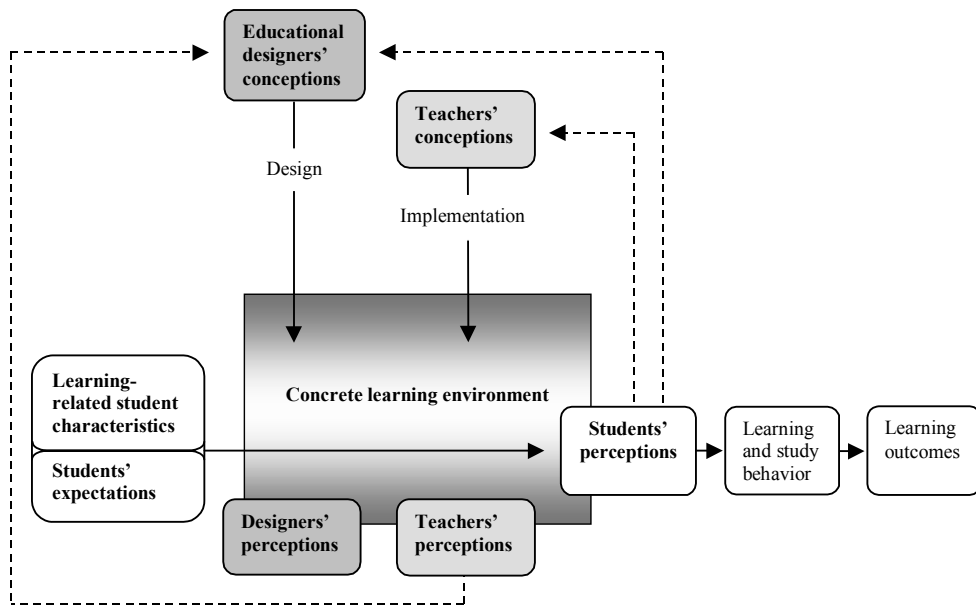 Educational
designers’
conceptions
Teachers’
conceptions
Design
Implementation
Learning-
related student
characteristics
Students’
expectations
Concrete learning environment
Students’
perceptions
Learning
and study
behavior
Learning
outcomes
Designers’
perceptions
Teachers’
perceptions